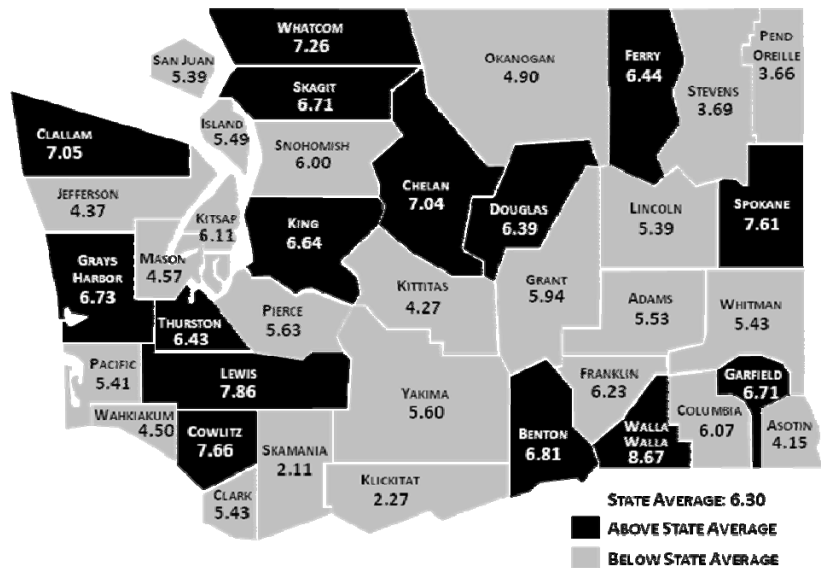 WHATCOM
7.26
SAN JUAN
5.39
SKAGIT
6.71
OKANOGAN
4.90
FERRY
6.44
STEVENS
3.69
PEND
OREILLE
3.66
CLALLAM
7.05
ISLAND
5.49
SNOHOMISH
6.00
CHELAN
7.04
DOUGLAS
6.39
LINCOLN
5.39
SPOKANE
7.61
JEFFERSON
4.37
KITSAP
6.11
KING
6.64
GRAYS
HARBOR
6.73
MASON
4.57
KITTITAS
4.27
GRANT
5.94
ADAMS
5.53
WHITMAN
5.43
THURSTON
6.43
PIERCE
5.63
PACIFIC
5.41
LEWIS
7.86
YAKIMA
5.60
FRANKLIN
6.23
GARFIELD
6.71
WAHKIAKUM
4.50
COWLITZ
7.66
SKAMANIA
2.11
BENTON
6.81
WALLA
WALLA
8.67
COLUMBIA
6.07
ASOTIN
4.15
CLARK
5.43
KLICKITAT
2.27
STATE AVERAGE: 6.30
ABOVE STATE AVERAGE
BELOW STATE AVERAGE